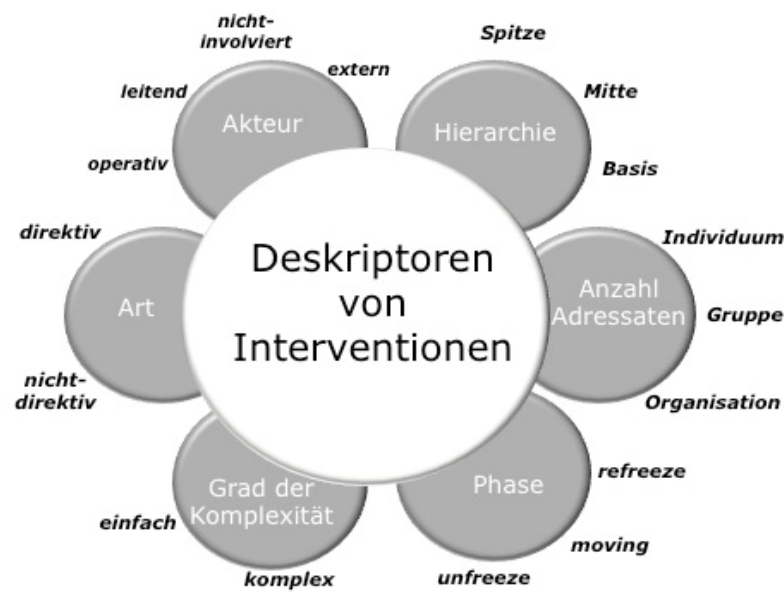 nicht-
involviert
extern
leitend
operativ
Akteur
Spitze
Mitte
Basis
Hierarchie
direktiv
nicht-
direktiv
Art
Deskriptoren
von
Interventionen
Individuum
Gruppe
Organisation
Anzahl
Adressaten
einfach
komplex
Grad der
Komplexität
Phase
refreeze
moving
unfreeze